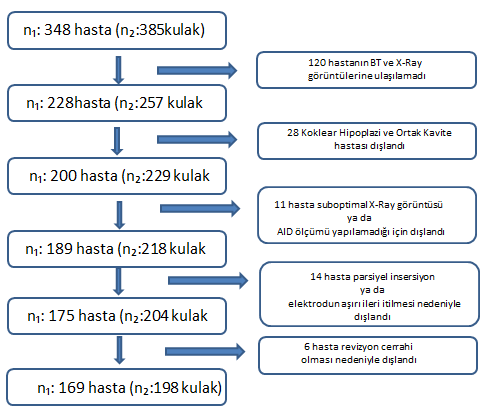 n₁: 348 hasta (n₂:385kulak)
120 hastanın BT ve X-Ray
görüntülerine ulaşılamadı
n₁: 228hasta (n₂:257 kulak
28 Koklear Hipoplazi ve Ortak Kavite
hastası dışlandı
n₁: 200 hasta (n₂:229 kulak
11 hasta suboptimal X-Ray görüntüsü
ya da
AID ölçümü yapılamadığı için dışlandı
n₁: 189 hasta (n₂:218 kulak
14 hasta parsiyel insersiyon
ya da
elektrodun aşırı ileri itilmesi nedeniyle
dışlandı
n₁: 175 hasta (n₂:204 kulak
6 hasta revizyon cerrahi
olması nedeniyle dışlandı
n₁: 169 hasta (n₂:198 kulak)